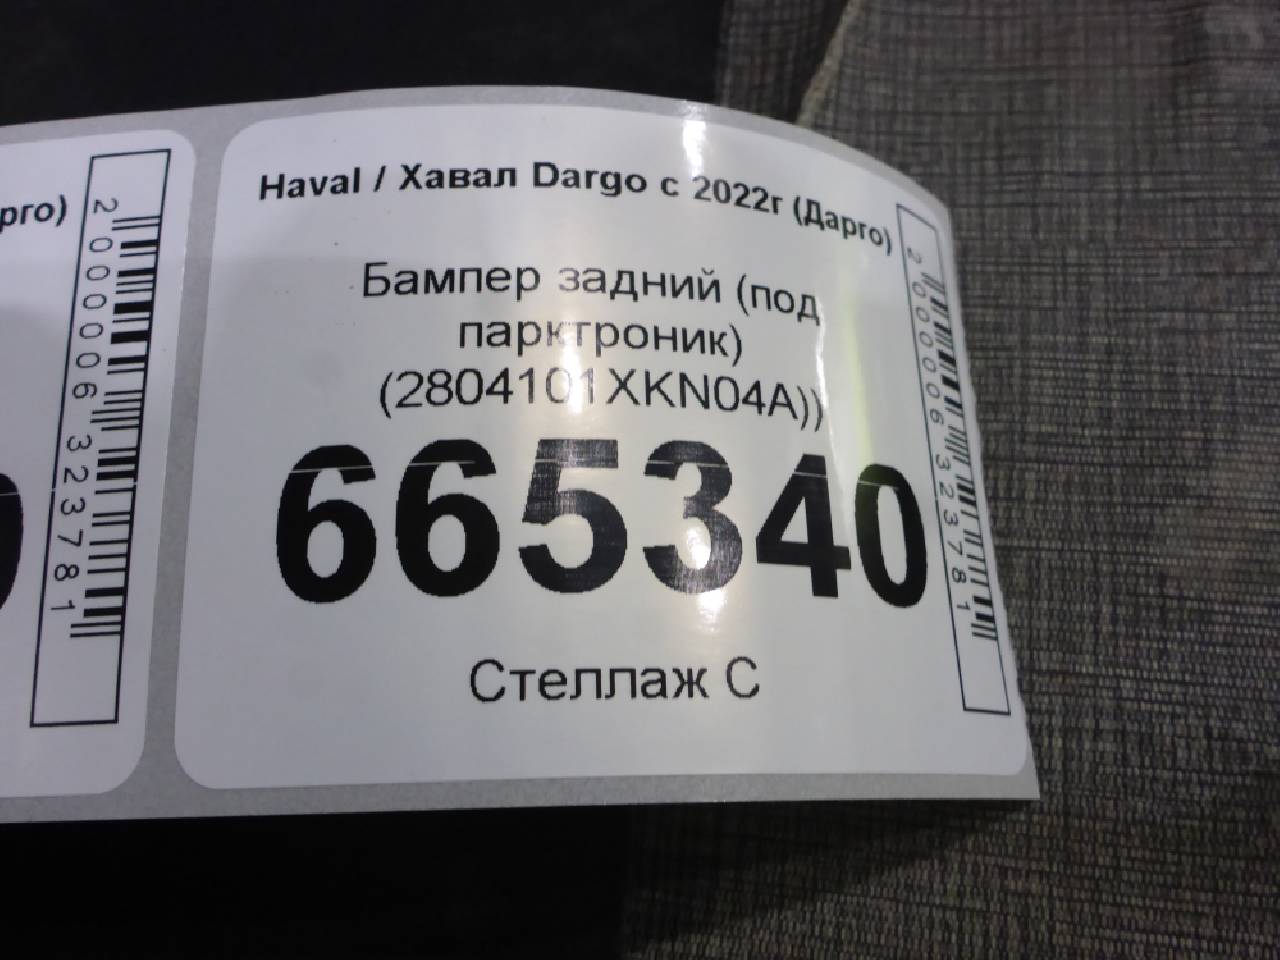 рго)
2000006323781
Haval / Хавал Dargo с 2022г (Дарго)
Бампер задний (под
парктроник)
(2804101XKN04A))
665340
Стеллаж С
2000006323781